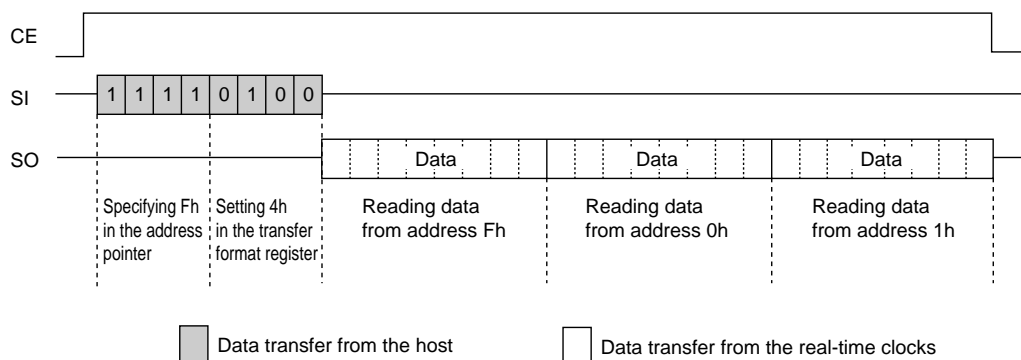 CE
SI
1 1 1 1 0 1 0 0
SO
Data Data Data
Specifying Fh
in the address
pointer
Setting 4h
in the transfer
format register
Reading data
from address Fh
Reading data
from address 0h
Reading data
from address 1h
Data transfer from the host
Data transfer from the real-time clocks